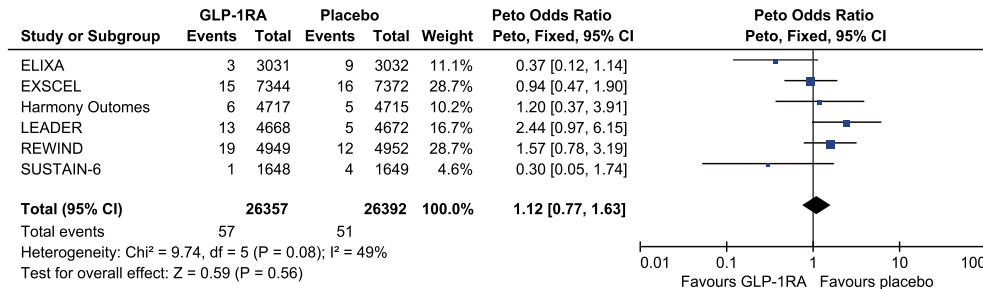 GLP-1RA Placebo Peto Odds Ratio Peto Odds Ratio
Study or Subgroup Events Total Events Total Weight Peto, Fixed, 95% CI Peto, Fixed, 95% CI
ELIXA 3 3031 9 3032 11.1% 0.37 [0.12, 1.14]
EXSCEL 15 7344 16 7372 28.7% 0.94 [0.47, 1.90]
Harmony Outomes 6 4717 5 4715 10.2% 1.20 [0.37, 3.91]
LEADER 13 4668 5 4672 16.7% 2.44 [0.97, 6.15]
REWIND 19 4949 12 4952 28.7% 1.57 [0.78, 3.19]
SUSTAIN-6 1 1648 4 1649 4.6% 0.30 [0.05, 1.74]
Total (95% CI) 26357 26392 100.0% 1.12 [0.77, 1.63]
Total events 57 51
Heterogeneity: Chi² = 9.74, df = 5 (P = 0.08); I² = 49%
Test for overall effect: Z = 0.59 (P = 0.56)
0.01 0.1 1 10 100
Favours GLP-1RA Favours placebo